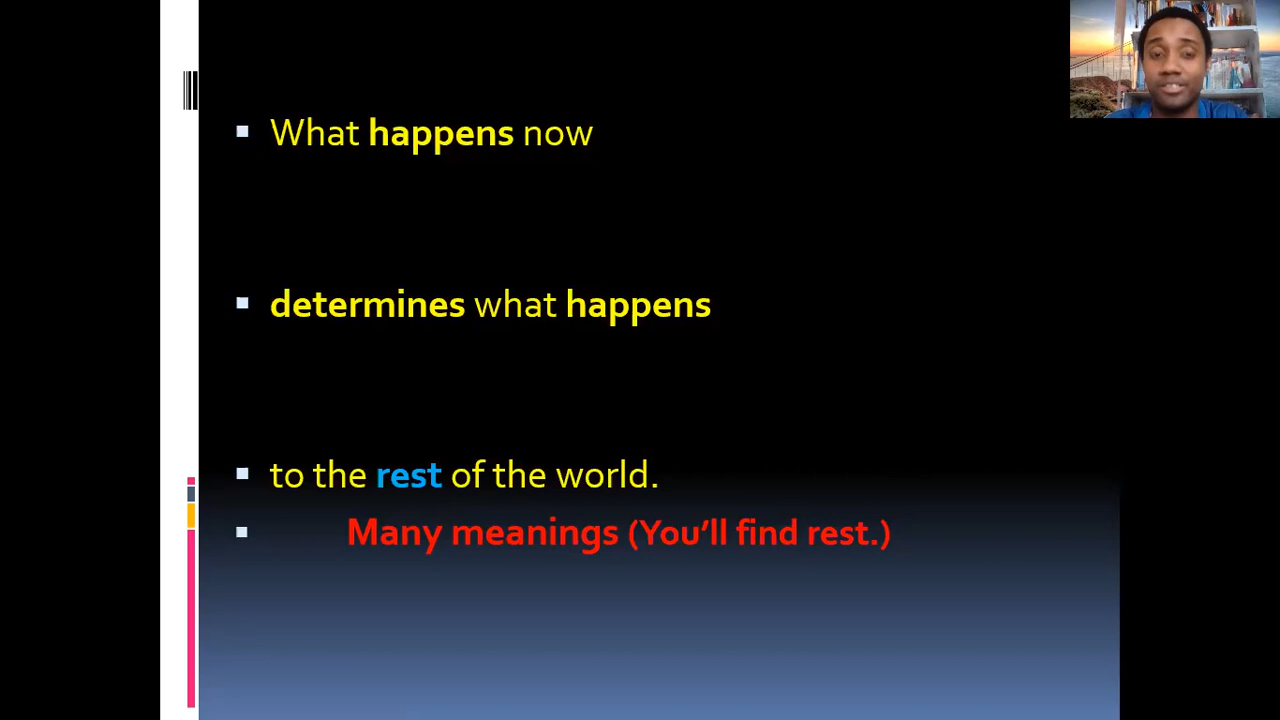 What happens now
determines what happens
to the rest of the world.
Many meanings (You’ll find rest.)